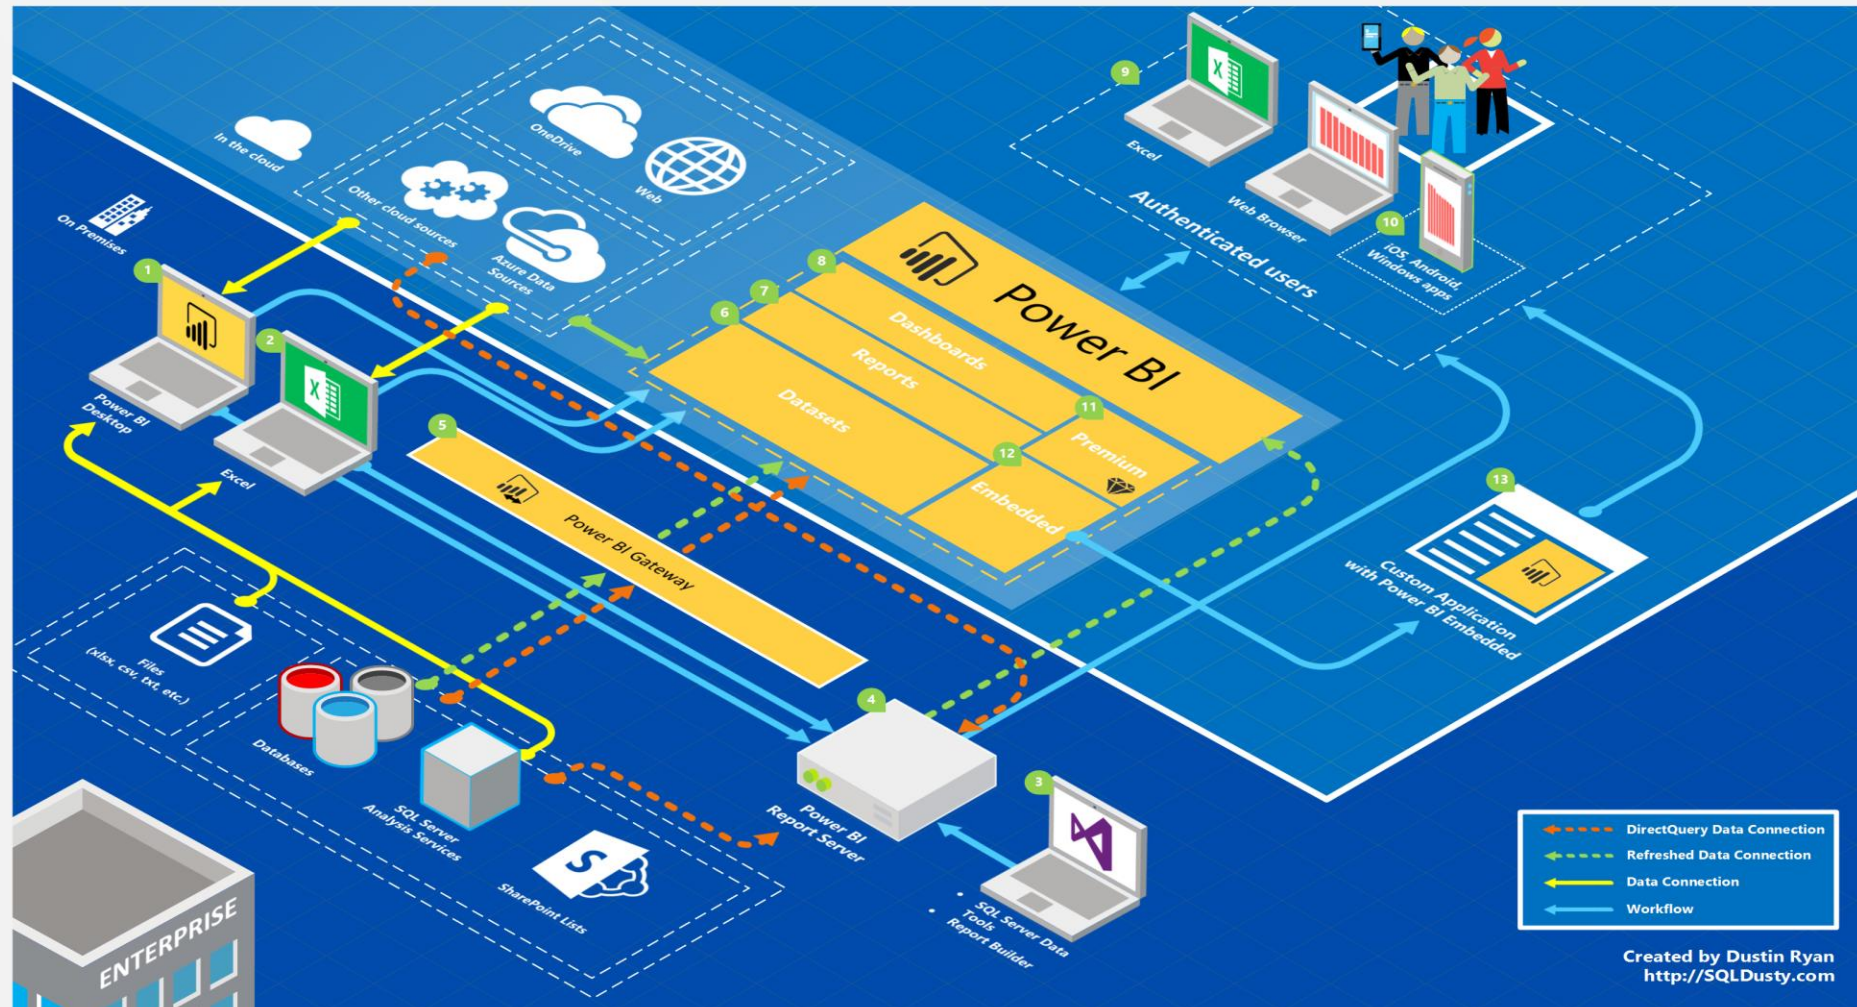 In the cloud
On Premises
OneDrive
Web
Other cloud sources
Azure Data
Sources
9
X
Excel
Web Browser
10
iOS, Android,
Windows apps
Authenticated users
1
Power BI
Desktop
2
X
Excel
8
7
6
Power BI
Dashboards
Reports
Datasets
11
Premium
12
Embedded
5
Power BI Gateway
13
Custom Application
with Power BI Embedded
Files
(xlsx, csv, txt, etc.)
Databases
SQL Server
Analysis Services
S
SharePoint Lists
4
Power BI
Report Server
3
• SQL Server Data
Tools
• Report Builder
ENTERPRISE
DirectQuery Data Connection
Refreshed Data Connection
Data Connection
Workflow
Created by Dustin Ryan
http://SQLDusty.com